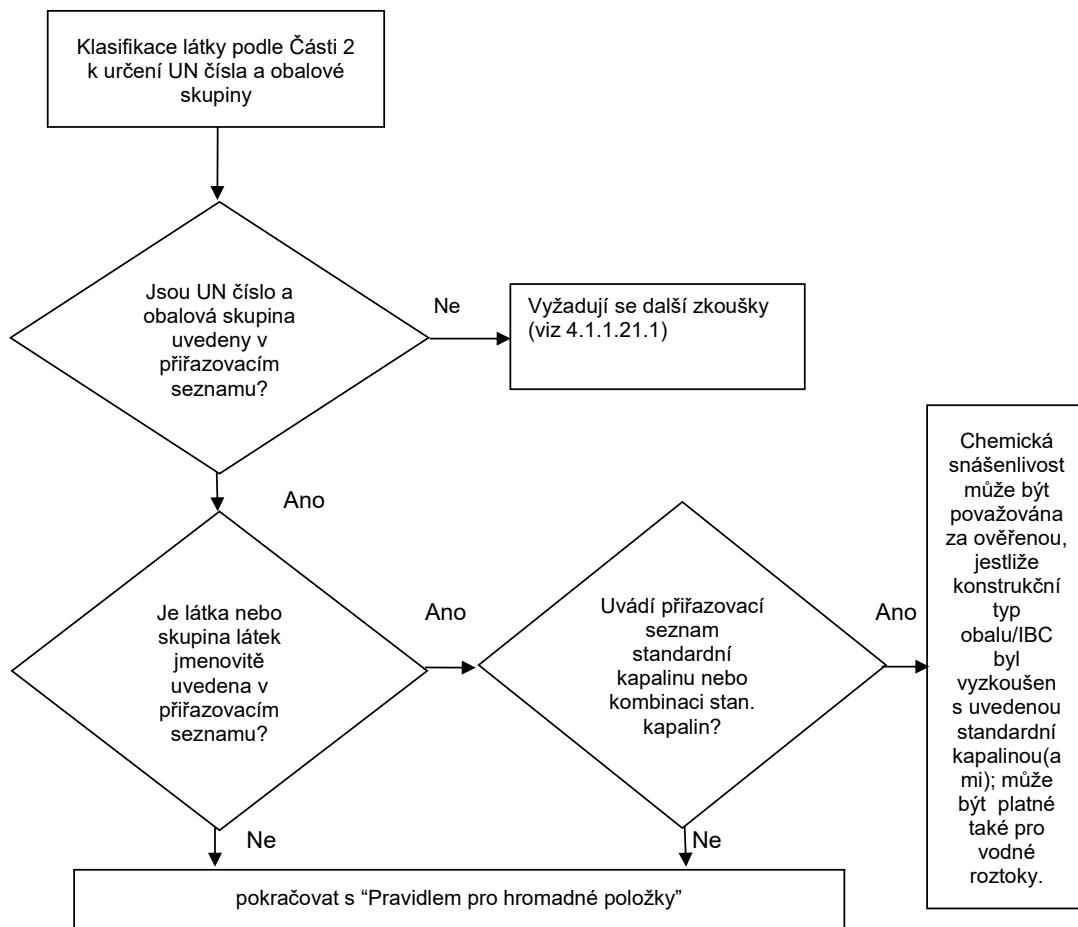 Klasifikace látky podle Části 2
k určení UN čísla a obalové
skupiny
Jsou UN číslo a
obalová skupina
uvedeny v
přiřazovacím
seznamu?
Ne
Vyžadují se další zkoušky
(viz 4.1.1.21.1)
Ano
Je látka nebo
skupina látek
jmenovitě
uvedena v
přiřazovacím
seznamu?
Ano
Uvádí přiřazovací
seznam
standardní
kapalinu nebo
kombinaci stan.
kapalin?
Ano
Chemická
snášenlivost
může být
považována
za ověřenou,
jestliže
konstrukční
typ
obalu/IBC
byl
vyzkoušen
s uvedenou
standardní
kapalinou(a
mi); může
být platné
také pro
vodné
roztoky.
Ne
Ne
pokračovat s “Pravidlem pro hromadné položky”